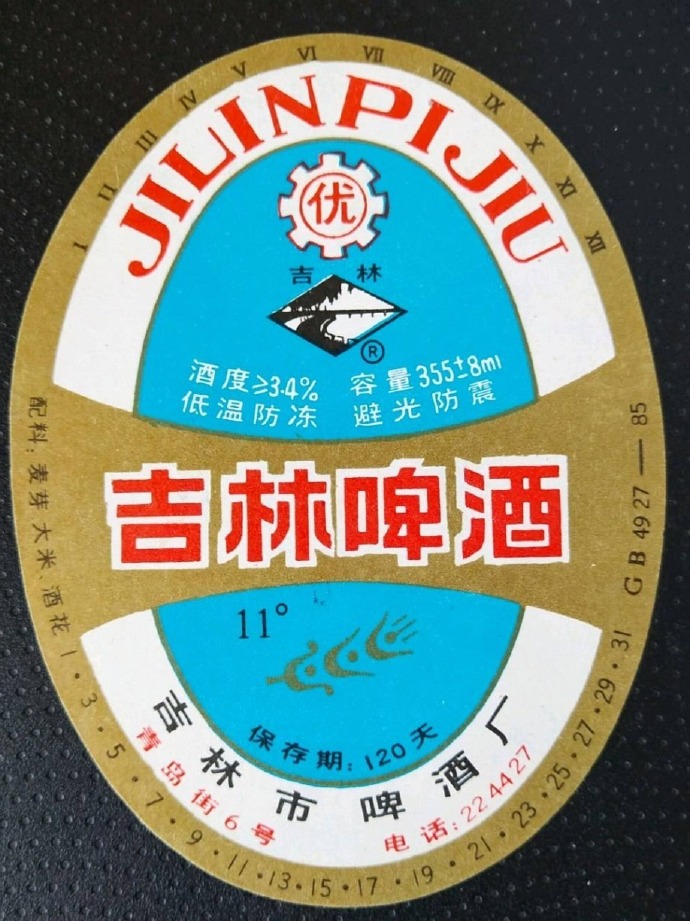 I II III IV V VI VII VIII IX X XI XII
JILINPIJIU
优
吉林
®
酒度≥3.4% 容量355±8ml
低温防冻 避光防震
配料:麦芽、大米、酒花
GB 4927—85
吉林啤酒
11°
保存期:120天
吉林市啤酒厂
青岛街6号 电话:224427
1·3·5·7·9·11·13·15·17·19·21·23·25·27·29·31